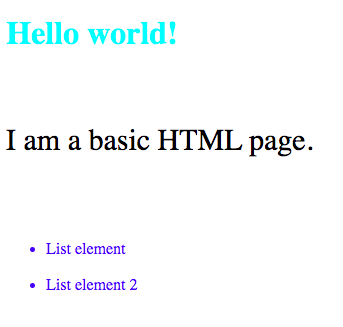 Hello world!
I am a basic HTML page.
List element
List element 2